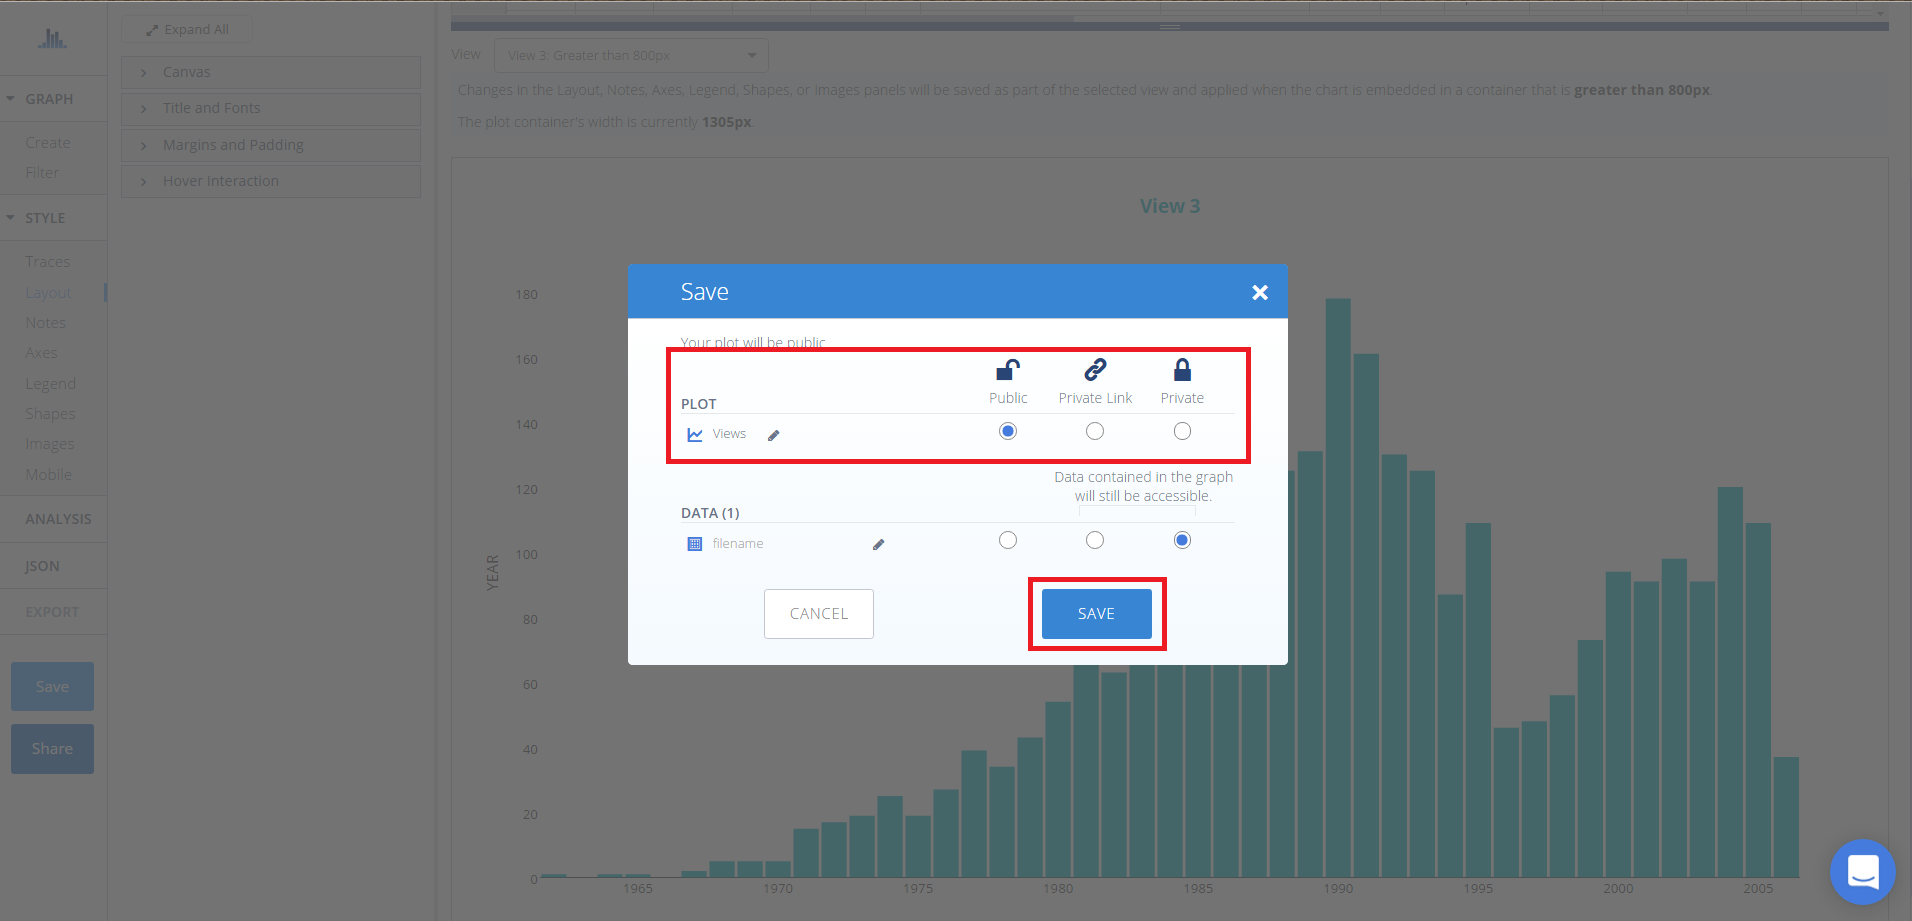 Expand All
Canvas
Title and Fonts
Margins and Padding
Hover Interaction
GRAPH
Create
Filter
STYLE
Traces
Layout
Notes
Axes
Legend
Shapes
Images
Mobile
ANALYSIS
JSON
EXPORT
Save
Share
View View 3: Greater than 800px
Changes in the Layout, Notes, Axes, Legend, Shapes, or Images panels will be saved as part of the selected view and applied when the chart is embedded in a container that is greater than 800px.
The plot container's width is currently 1305px.
View 3
YEAR
180
160
140
120
100
80
60
40
20
0
1965 1970 1975 1980 1985 1990 1995 2000 2005
Save
Your plot will be public
Public Private Link Private
PLOT
Views
Data contained in the graph
will still be accessible.
DATA (1)
filename
CANCEL SAVE